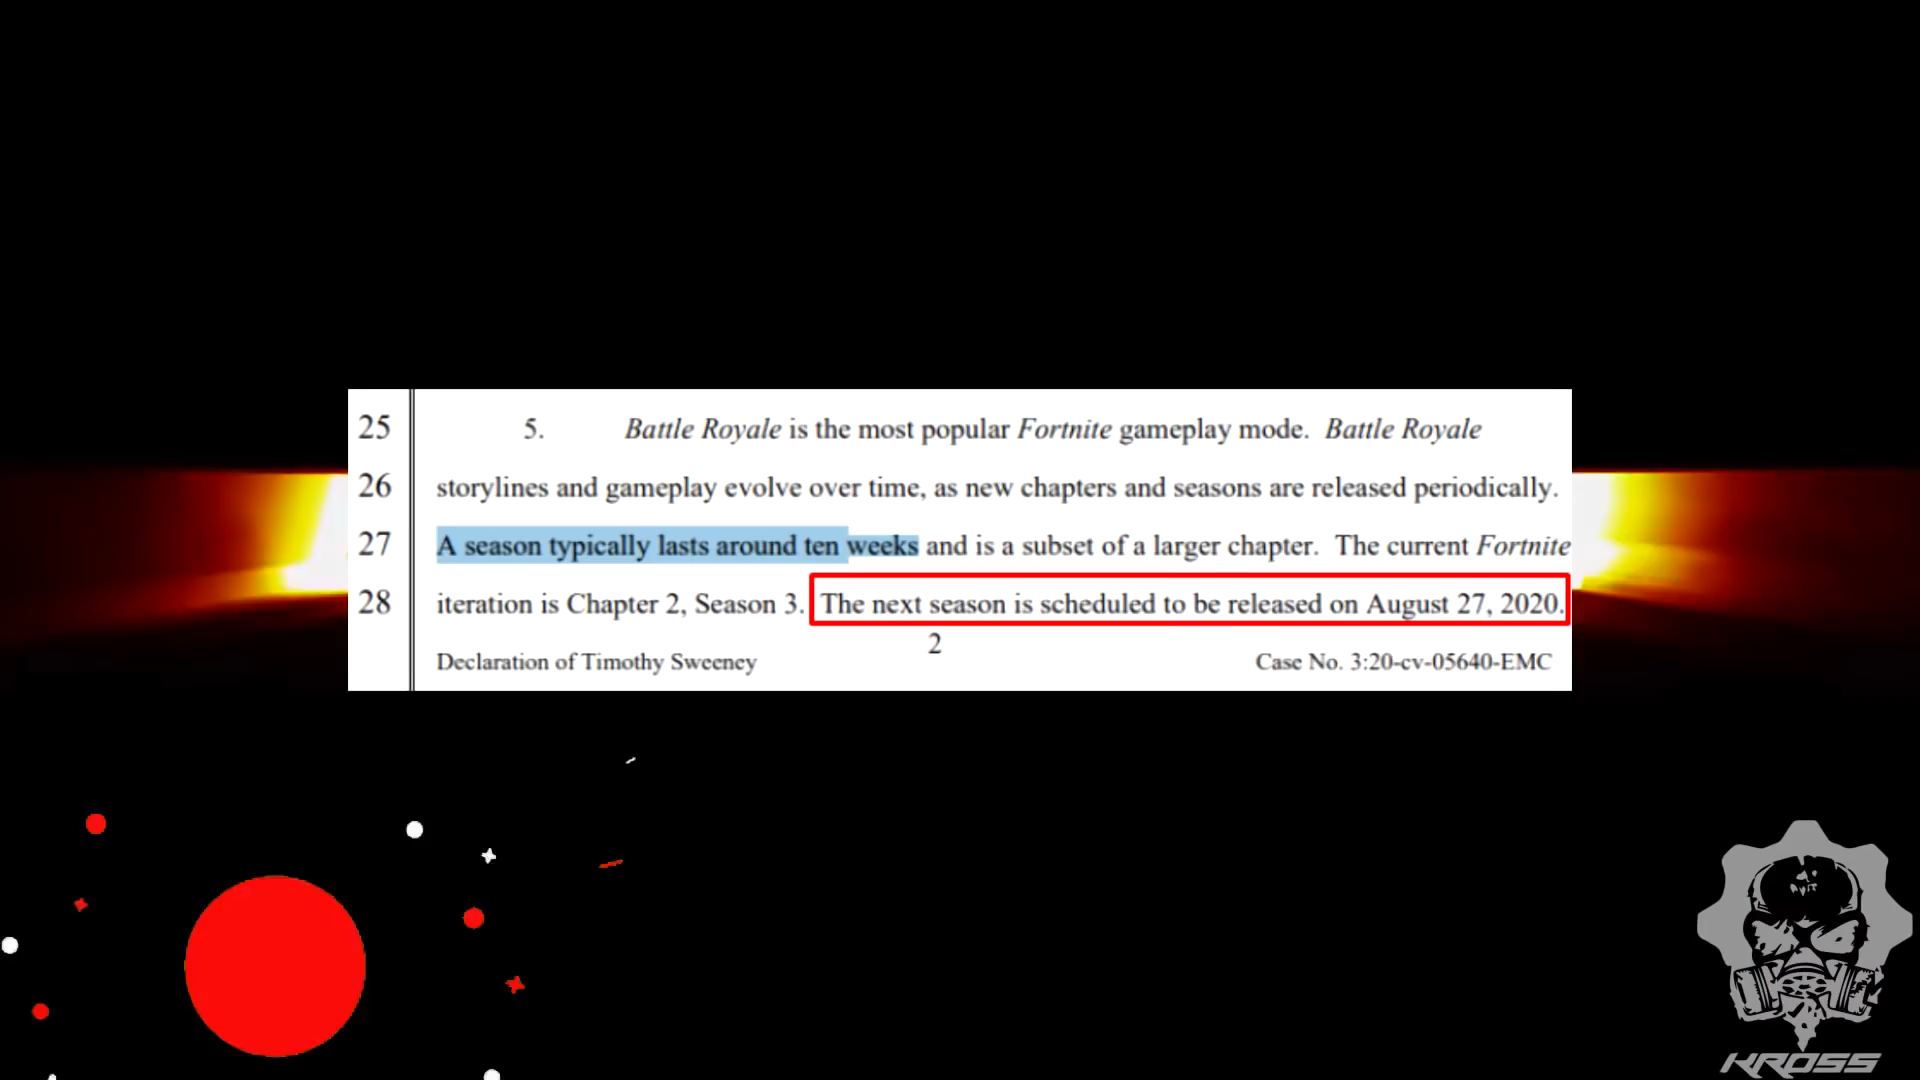 25 5. Battle Royale is the most popular Fortnite gameplay mode. Battle Royale
26 storylines and gameplay evolve over time, as new chapters and seasons are released periodically.
27 A season typically lasts around ten weeks and is a subset of a larger chapter. The current Fortnite
28 iteration is Chapter 2, Season 3. The next season is scheduled to be released on August 27, 2020.
2
Declaration of Timothy Sweeney Case No. 3:20-cv-05640-EMC
KROSS